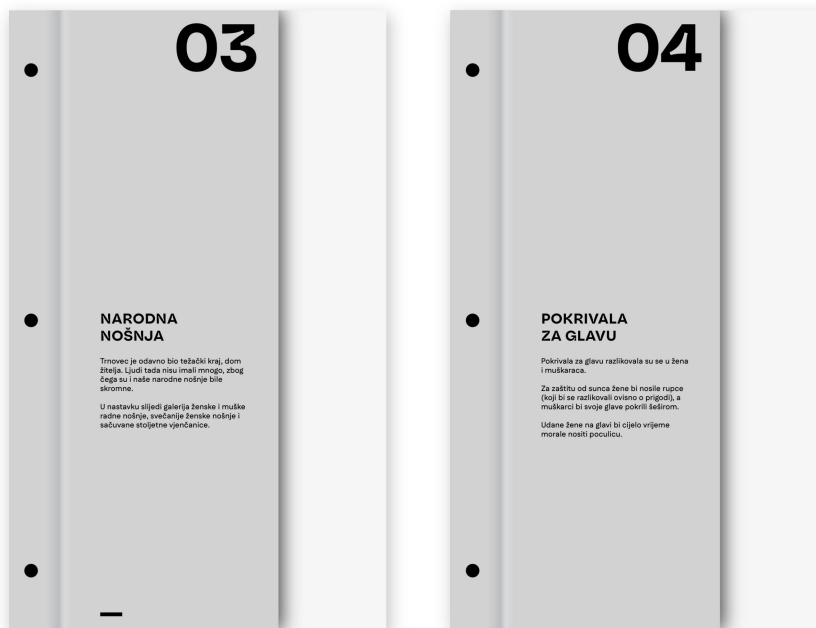 03
NARODNA
NOŠNJA
Trnovec je odavno bio težački kraj, dom
žitelja. Ljudi tada nisu imali mnogo, zbog
čega su i naše narodne nošnje bile
skromne.
U nastavku slijedi galerija ženske i muške
radne nošnje, svečanije ženske nošnje i
sačuvane stoljetne vjenčanice.
04
POKRIVALA
ZA GLAVU
Pokrivala za glavu razlikovala su se u žena
i muškaraca.
Za zaštitu od sunca žene bi nosile rupce
(koji bi se razlikovali ovisno o prigodi), a
muškarci bi svoje glave pokrili šeširom.
Udane žene na glavi bi cijelo vrijeme
morale nositi poculicu.